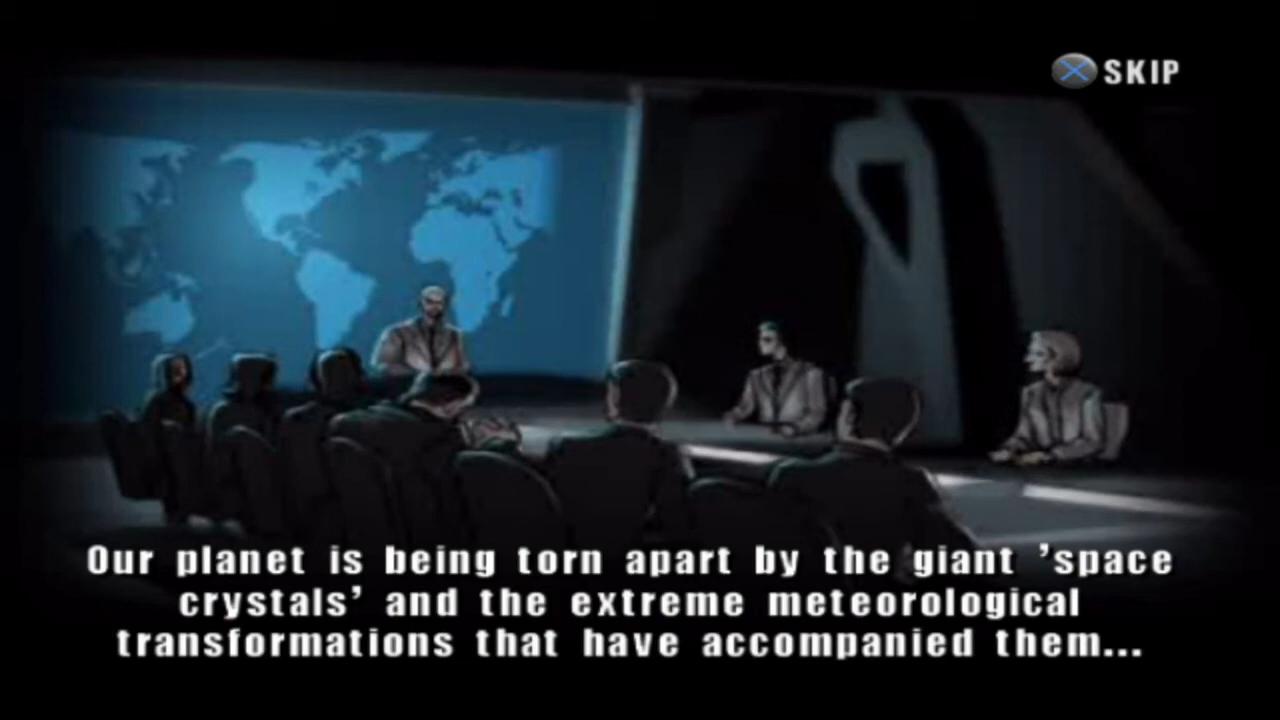 SKIP
Our planet is being torn apart by the giant 'space
crystals' and the extreme meteorological
transformations that have accompanied them...